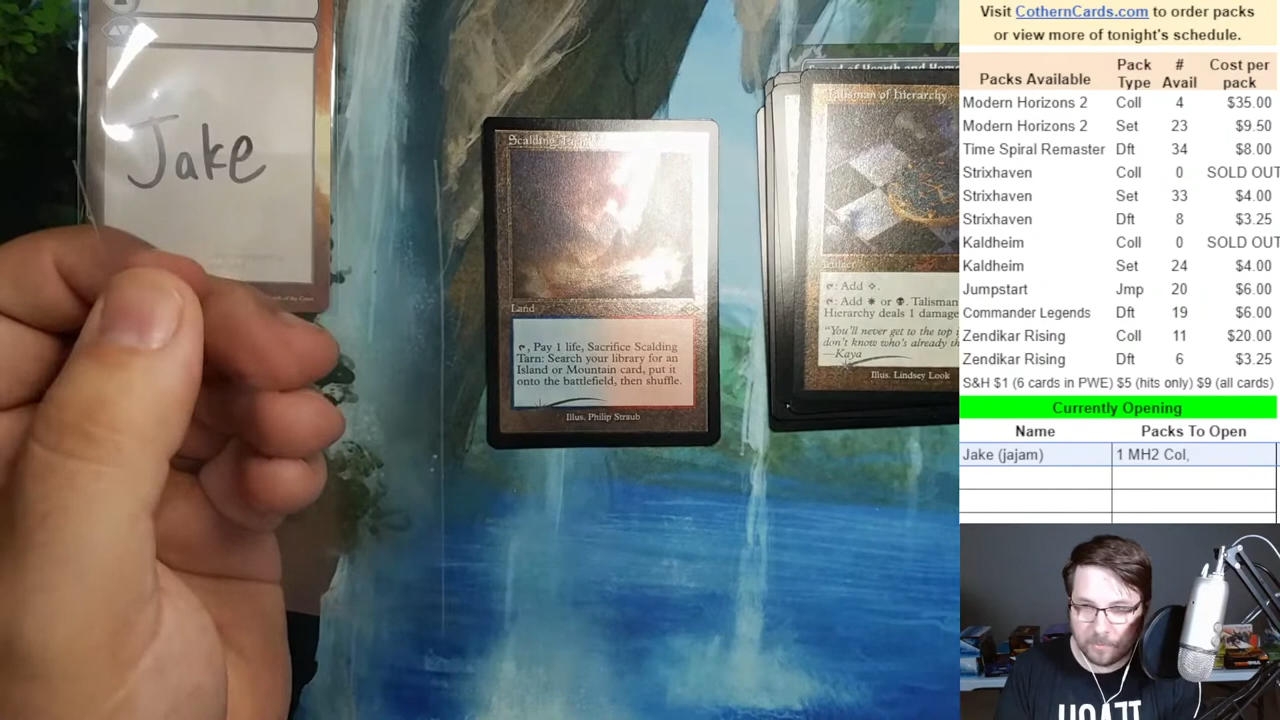 Jake
Scalding Tarn
Land
, Pay 1 life, Sacrifice Scalding
Tarn: Search your library for an
Island or Mountain card, put it
onto the battlefield, then shuffle.
Illus. Philip Straub
Sword of Hearth and Home
Talisman of Hierarchy
Artifact
: Add
: Add or . Talisman
Hierarchy deals 1 damage
"You'll never get to the top
don't know who's already th
—Kaya
Illus. Lindsey Look
Visit CothernCards.com to order packs
or view more of tonight's schedule.
Packs Available Pack Type # Avail Cost per pack
Modern Horizons 2 Coll 4 $35.00
Modern Horizons 2 Set 23 $9.50
Time Spiral Remaster Dft 34 $8.00
Strixhaven Coll 0 SOLD OUT
Strixhaven Set 33 $4.00
Strixhaven Dft 8 $3.25
Kaldheim Coll 0 SOLD OUT
Kaldheim Set 24 $4.00
Jumpstart Jmp 20 $6.00
Commander Legends Dft 19 $6.00
Zendikar Rising Coll 11 $20.00
Zendikar Rising Dft 6 $3.25
S&H $1 (6 cards in PWE) $5 (hits only) $9 (all cards)
Currently Opening
Name Packs To Open
Jake (jajam) 1 MH2 Col,